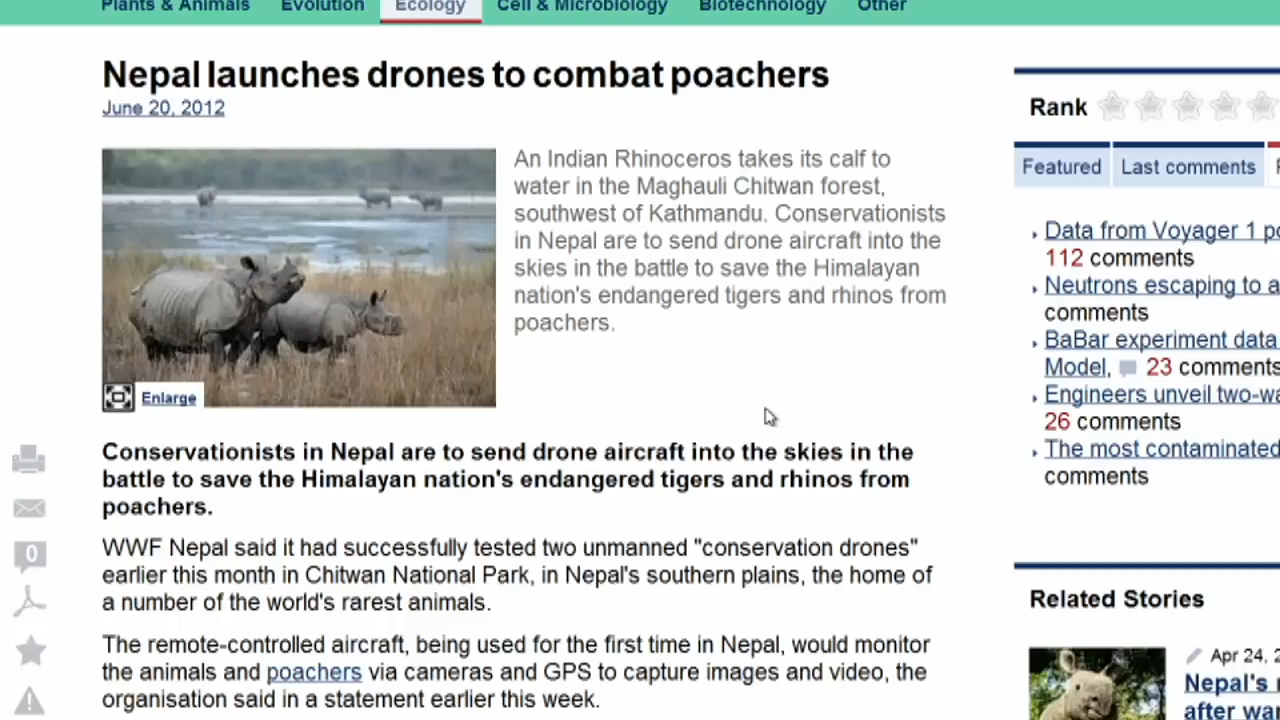 Plants & Animals Evolution Ecology Cell & Microbiology Biotechnology Other
Nepal launches drones to combat poachers
June 20, 2012
An Indian Rhinoceros takes its calf to
water in the Maghauli Chitwan forest,
southwest of Kathmandu. Conservationists
in Nepal are to send drone aircraft into the
skies in the battle to save the Himalayan
nation's endangered tigers and rhinos from
poachers.
Enlarge
Conservationists in Nepal are to send drone aircraft into the skies in the
battle to save the Himalayan nation's endangered tigers and rhinos from
poachers.
0
WWF Nepal said it had successfully tested two unmanned "conservation drones"
earlier this month in Chitwan National Park, in Nepal's southern plains, the home of
a number of the world's rarest animals.
The remote-controlled aircraft, being used for the first time in Nepal, would monitor
the animals and poachers via cameras and GPS to capture images and video, the
organisation said in a statement earlier this week.
Rank
Featured Last comments
Data from Voyager 1
112 comments
Neutrons escaping to a
comments
BaBar experiment data
Model, 23 comments
Engineers unveil
26 comments
The most contaminated
comments
Related Stories
Apr 24,
Nepal's
after